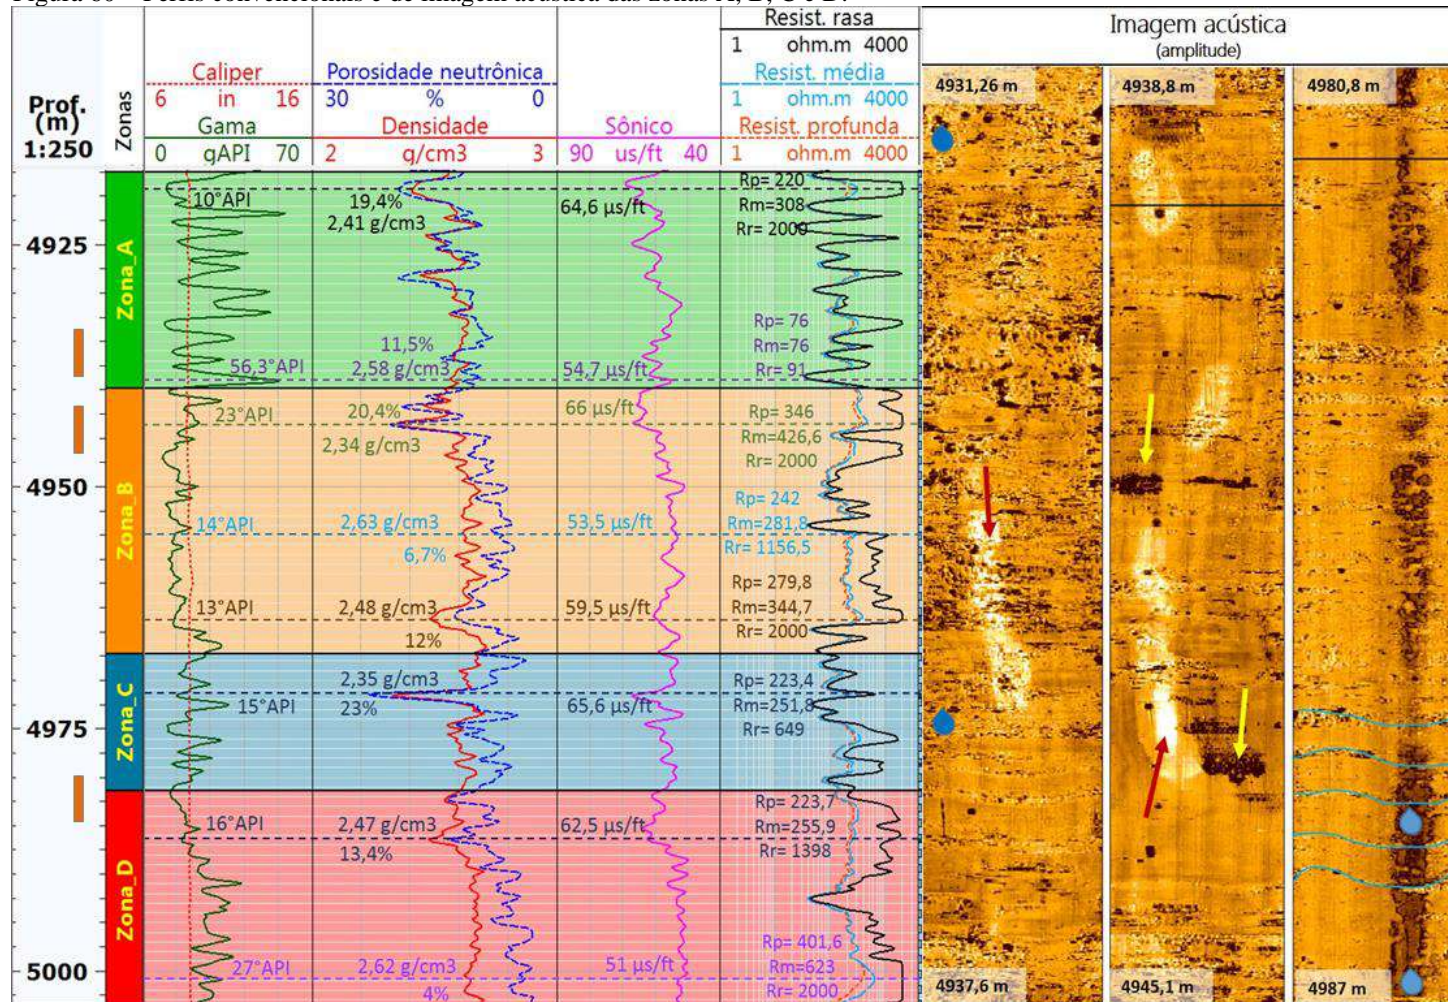 Prof.
(m)
1:250
Zonas
Caliper
6 in 16
Gama
0 gAPI 70
Porosidade neutrônica
30 % 0
Densidade
2 g/cm3 3
Sônico
90 us/ft 40
Resist. rasa
1 ohm.m 4000
Resist. média
1 ohm.m 4000
Resist. profunda
1 ohm.m 4000
Imagem acústica
(amplitude)
4931,26 m
4938,8 m
4980,8 m
Zona_A
4925
10°API
19,4%
2,41 g/cm3
64,6 µs/ft
Rp= 220
Rm=308
Rr= 2000
56,3°API
11,5%
2,58 g/cm3
54,7 µs/ft
Rp= 76
Rm=76
Rr= 91
Zona_B
4950
23°API
20,4%
2,34 g/cm3
66 µs/ft
Rp= 346
Rm=426,6
Rr= 2000
14°API
2,63 g/cm3
6,7%
53,5 µs/ft
Rp= 242
Rm=281,8
Rr= 1156,5
13°API
2,48 g/cm3
12%
59,5 µs/ft
Rp= 279,8
Rm=344,7
Rr= 2000
Zona_C
4975
15°API
2,35 g/cm3
23%
65,6 µs/ft
Rp= 223,4
Rm=251,8
Rr= 649
Zona_D
5000
16°API
2,47 g/cm3
13,4%
62,5 µs/ft
Rp= 223,7
Rm=255,9
Rr= 1398
27°API
2,62 g/cm3
4%
51 µs/ft
Rp= 401,6
Rm=623
Rr= 2000
4937,6 m
4945,1 m
4987 m